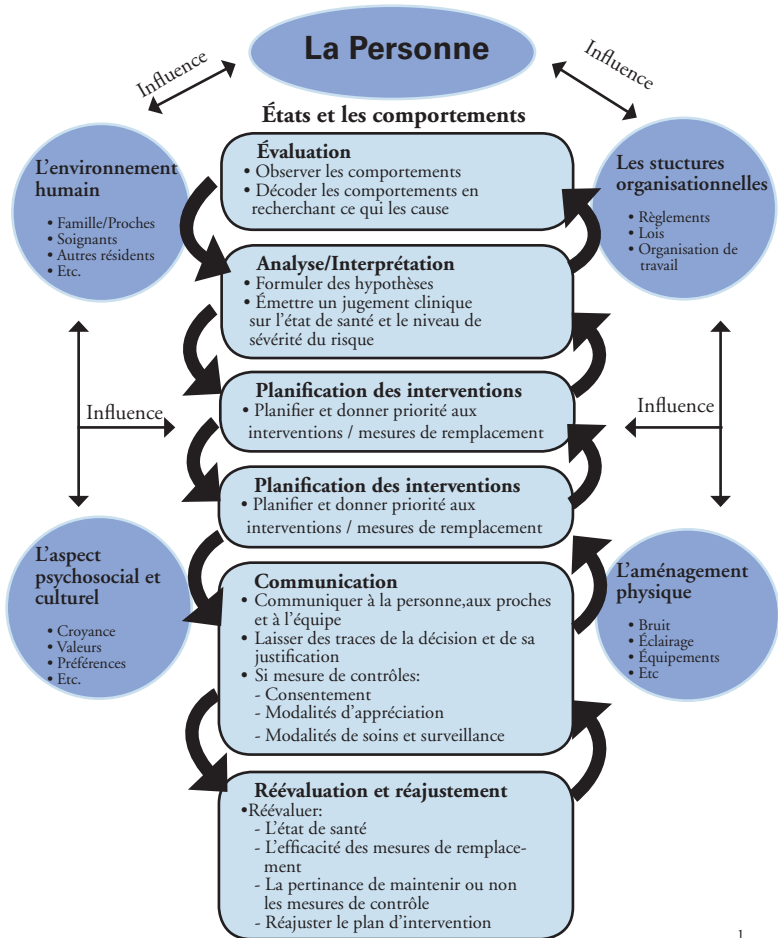 La Personne
Influence
Influence
États et les comportements
L'environnement
humain
• Famille/Proches
• Soignants
• Autres résidents
• Etc.
Évaluation
• Observer les comportements
• Décoder les comportements en
recherchant ce qui les cause
Les stuctures
organisationnelles
• Règlements
• Lois
• Organisation de
travail
Analyse/Interprétation
• Formuler des hypothèses
• Émettre un jugement clinique
sur l'état de santé et le niveau de
sévérité du risque
Influence
Planification des interventions
• Planifier et donner priorité aux
interventions / mesures de remplacement
Influence
Planification des interventions
• Planifier et donner priorité aux
interventions / mesures de remplacement
L'aspect
psychosocial et
culturel
• Croyance
• Valeurs
• Préférences
• Etc.
Communication
• Communiquer à la personne,aux proches
et à l'équipe
• Laisser des traces de la décision et de sa
justification
• Si mesure de contrôles:
- Consentement
- Modalités d'appréciation
- Modalités de soins et surveillance
L'aménagement
physique
• Bruit
• Éclairage
• Équipements
• Etc
Réévaluation et réajustement
•Réévaluer:
- L'état de santé
- L'efficacité des mesures de remplace-
ment
- La pertinance de maintenir ou non
les mesures de contrôle
- Réajuster le plan d'intervention
1